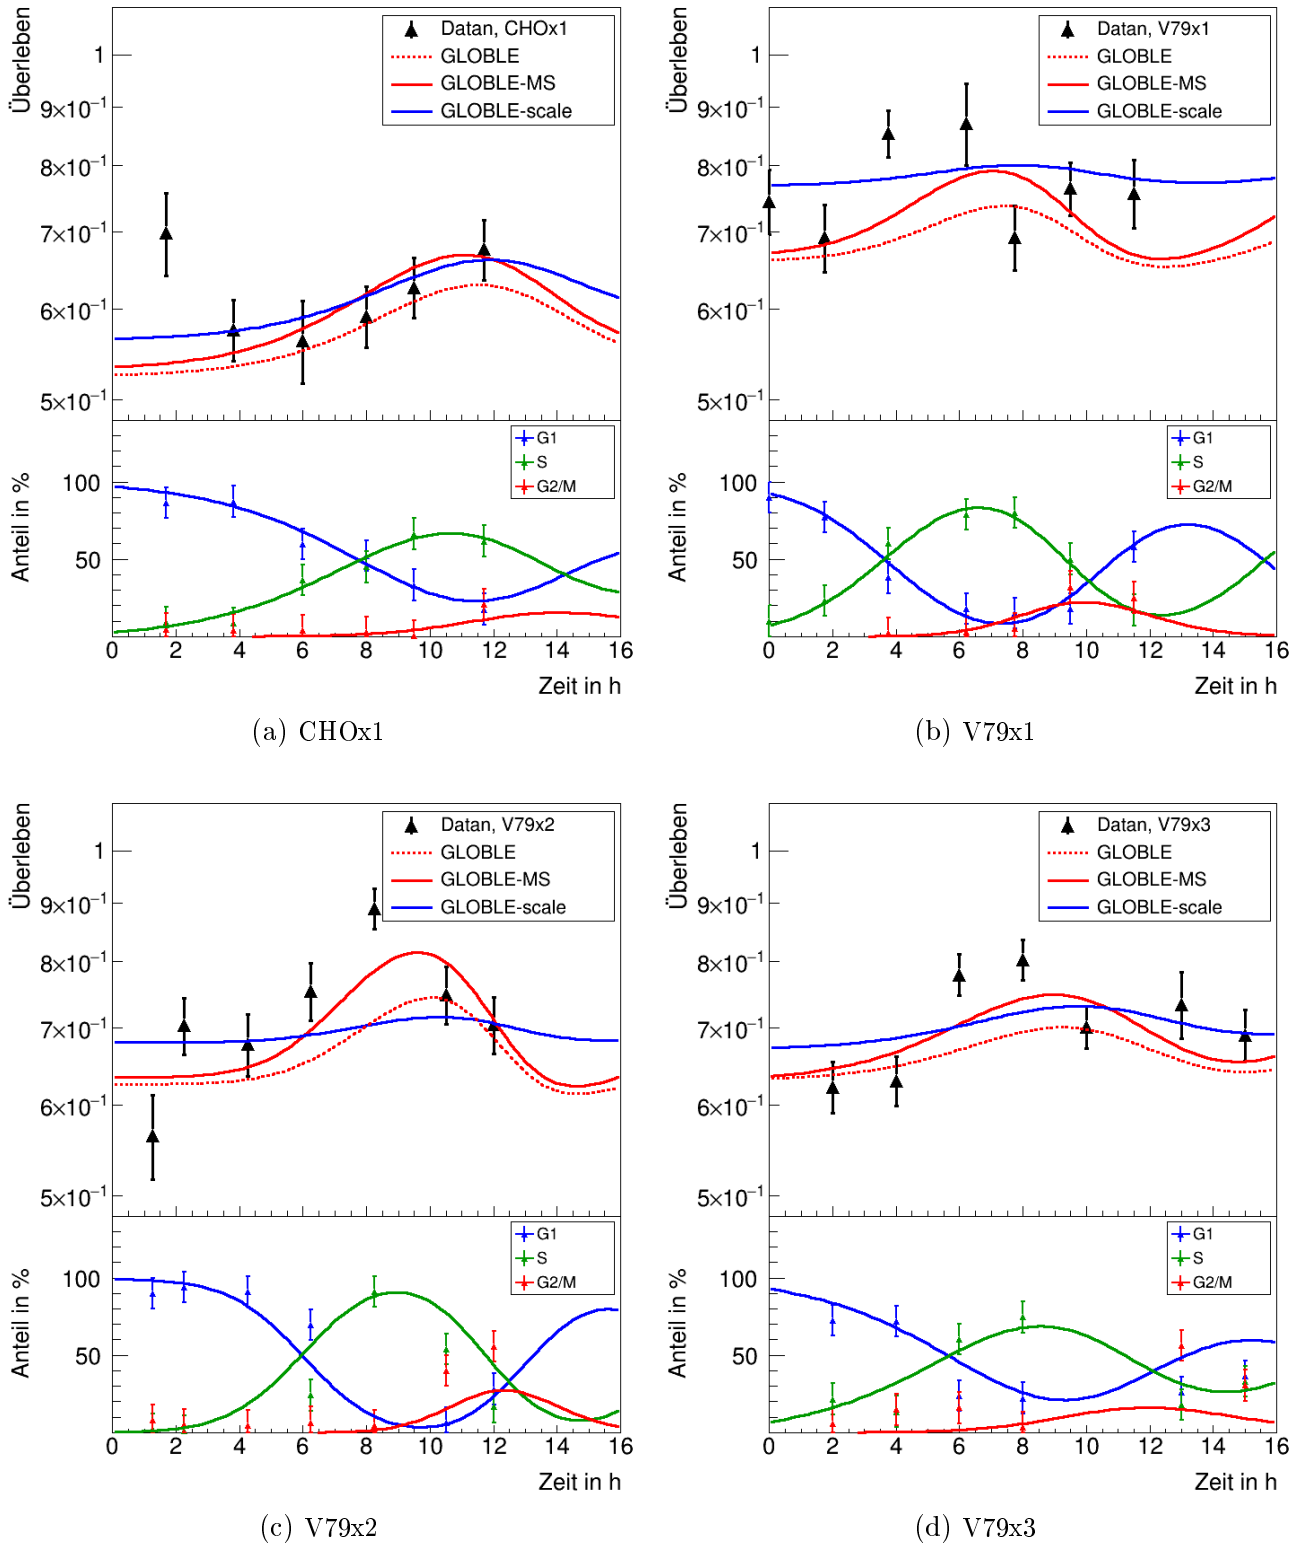 Überleben
1
9×10⁻¹
8×10⁻¹
7×10⁻¹
6×10⁻¹
5×10⁻¹
Datan, CHOx1
GLOBLE
GLOBLE-MS
GLOBLE-scale
Anteil in %
100
50
G1
S
G2/M
0 2 4 6 8 10 12 14 16
Zeit in h
(a) CHOx1
Überleben
1
9×10⁻¹
8×10⁻¹
7×10⁻¹
6×10⁻¹
5×10⁻¹
Datan, V79x1
GLOBLE
GLOBLE-MS
GLOBLE-scale
Anteil in %
100
50
G1
S
G2/M
0 2 4 6 8 10 12 14 16
Zeit in h
(b) V79x1
Überleben
1
9×10⁻¹
8×10⁻¹
7×10⁻¹
6×10⁻¹
5×10⁻¹
Datan, V79x2
GLOBLE
GLOBLE-MS
GLOBLE-scale
Anteil in %
100
50
G1
S
G2/M
0 2 4 6 8 10 12 14 16
Zeit in h
(c) V79x2
Überleben
1
9×10⁻¹
8×10⁻¹
7×10⁻¹
6×10⁻¹
5×10⁻¹
Datan, V79x3
GLOBLE
GLOBLE-MS
GLOBLE-scale
Anteil in %
100
50
G1
S
G2/M
0 2 4 6 8 10 12 14 16
Zeit in h
(d) V79x3